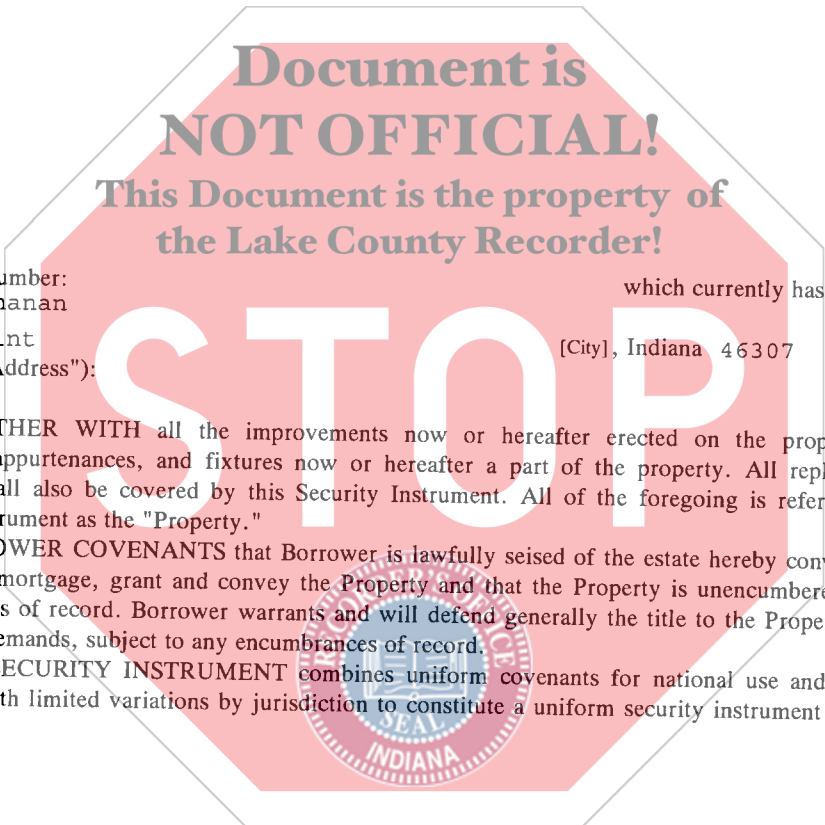 Document is
NOT OFFICIAL!
This Document is the property of
the Lake County Recorder!
umber:
which currently has
anan
nt
[City], Indiana 46307
ddress"):
STOP
THER WITH all the improvements now or hereafter erected on the prop
appurtenances, and fixtures now or hereafter a part of the property. All repl
all also be covered by this Security Instrument. All of the foregoing is refer
rument as the "Property."
OWER COVENANTS that Borrower is lawfully seised of the estate hereby conv
mortgage, grant and convey the Property and that the Property is unencumbere
s of record. Borrower warrants and will defend generally the title to the Prope
emands, subject to any encumbrances of record.
SECURITY INSTRUMENT combines uniform covenants for national use and
th limited variations by jurisdiction to constitute a uniform security instrument
RECORDER'S OFFICE
SEAL
INDIANA